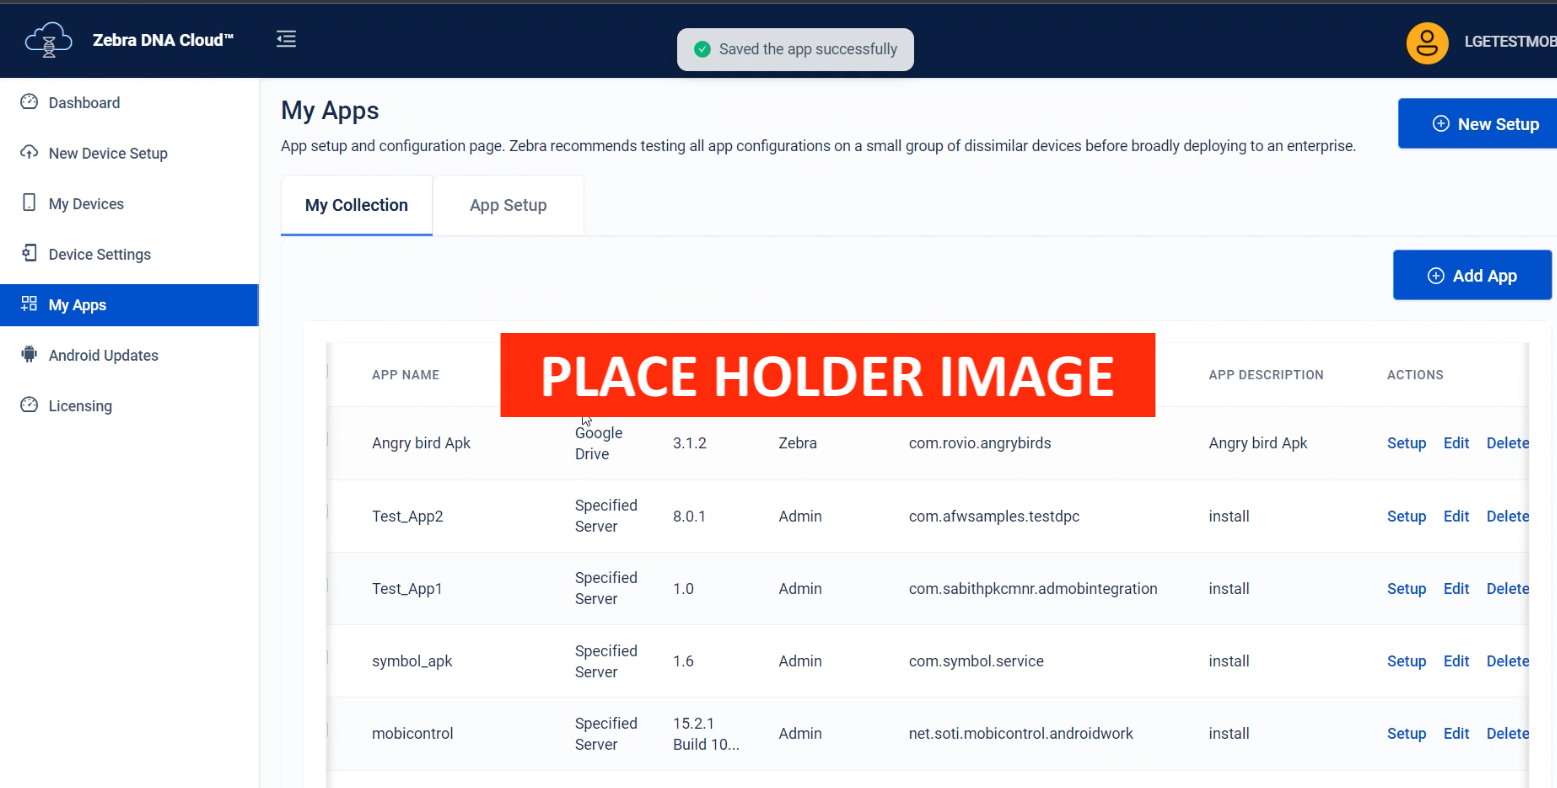 Zebra DNA Cloud™
Saved the app successfully
LGETESTMOB
Dashboard
New Device Setup
My Devices
Device Settings
My Apps
Android Updates
Licensing
My Apps
New Setup
App setup and configuration page. Zebra recommends testing all app configurations on a small group of dissimilar devices before broadly deploying to an enterprise.
My Collection App Setup
Add App
PLACE HOLDER IMAGE
APP NAME APP DESCRIPTION ACTIONS
Angry bird Apk Google Drive 3.1.2 Zebra com.rovio.angrybirds Angry bird Apk Setup Edit Delete
Test_App2 Specified Server 8.0.1 Admin com.afwsamples.testdpc install Setup Edit Delete
Test_App1 Specified Server 1.0 Admin com.sabithpkcmnr.admobintegration install Setup Edit Delete
symbol_apk Specified Server 1.6 Admin com.symbol.service install Setup Edit Delete
mobicontrol Specified Server 15.2.1 Build 10... Admin net.soti.mobicontrol.androidwork install Setup Edit Delete